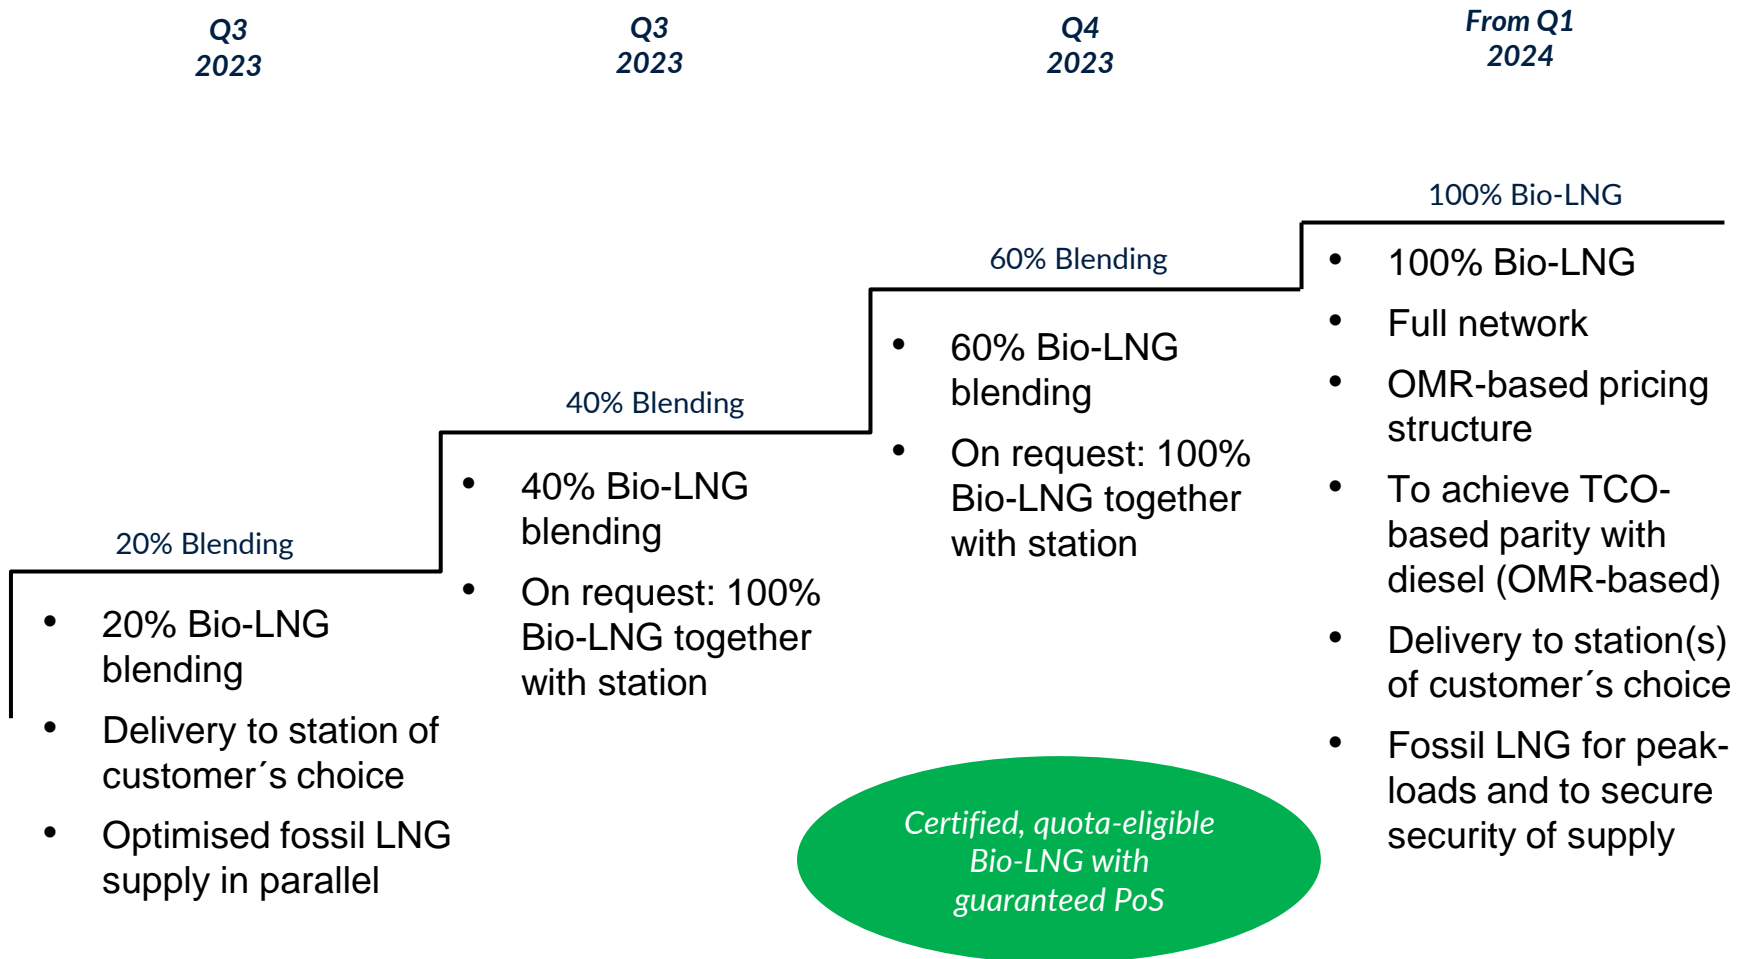 Q3
2023
Q3
2023
Q4
2023
From Q1
2024
20% Blending
• 20% Bio-LNG
blending
• Delivery to station of
customer´s choice
• Optimised fossil LNG
supply in parallel
40% Blending
• 40% Bio-LNG
blending
• On request: 100%
Bio-LNG together
with station
60% Blending
• 60% Bio-LNG
blending
• On request: 100%
Bio-LNG together
with station
100% Bio-LNG
• 100% Bio-LNG
• Full network
• OMR-based pricing
structure
• To achieve TCO-
based parity with
diesel (OMR-based)
• Delivery to station(s)
of customer´s choice
• Fossil LNG for peak-
loads and to secure
security of supply
Certified, quota-eligible
Bio-LNG with
guaranteed PoS